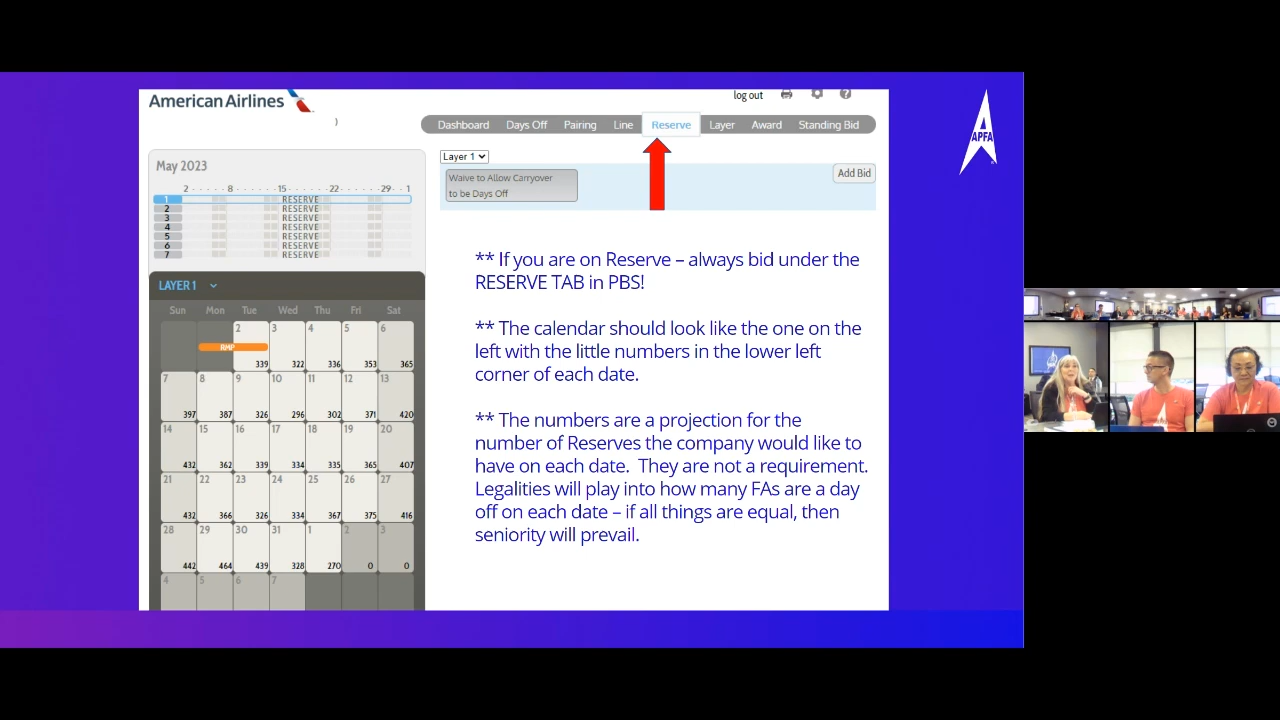 American Airlines
)
log out
Dashboard Days Off Pairing Line Reserve Layer Award Standing Bid
APFA
May 2023
Layer 1
Waive to Allow Carryover
to be Days Off
Add Bid
2 - - - - - 8 - - - - - - 15 - - - - - - 22 - - - - - - 29 - - 1
1 RESERVE
2 RESERVE
3 RESERVE
4 RESERVE
5 RESERVE
6 RESERVE
7 RESERVE
LAYER 1
Sun Mon Tue Wed Thu Fri Sat
2 3 4 5 6
RMP
339 322 336 353 365
7 8 9 10 11 12 13
397 387 326 296 302 371 420
14 15 16 17 18 19 20
432 362 339 334 335 365 407
21 22 23 24 25 26 27
432 366 326 334 367 375 416
28 29 30 31 1 2 3
442 464 439 328 270 0 0
4 5 6 7
** If you are on Reserve – always bid under the
RESERVE TAB in PBS!
** The calendar should look like the one on the
left with the little numbers in the lower left
corner of each date.
** The numbers are a projection for the
number of Reserves the company would like to
have on each date. They are not a requirement.
Legalities will play into how many FAs are a day
off on each date – if all things are equal, then
seniority will prevail.